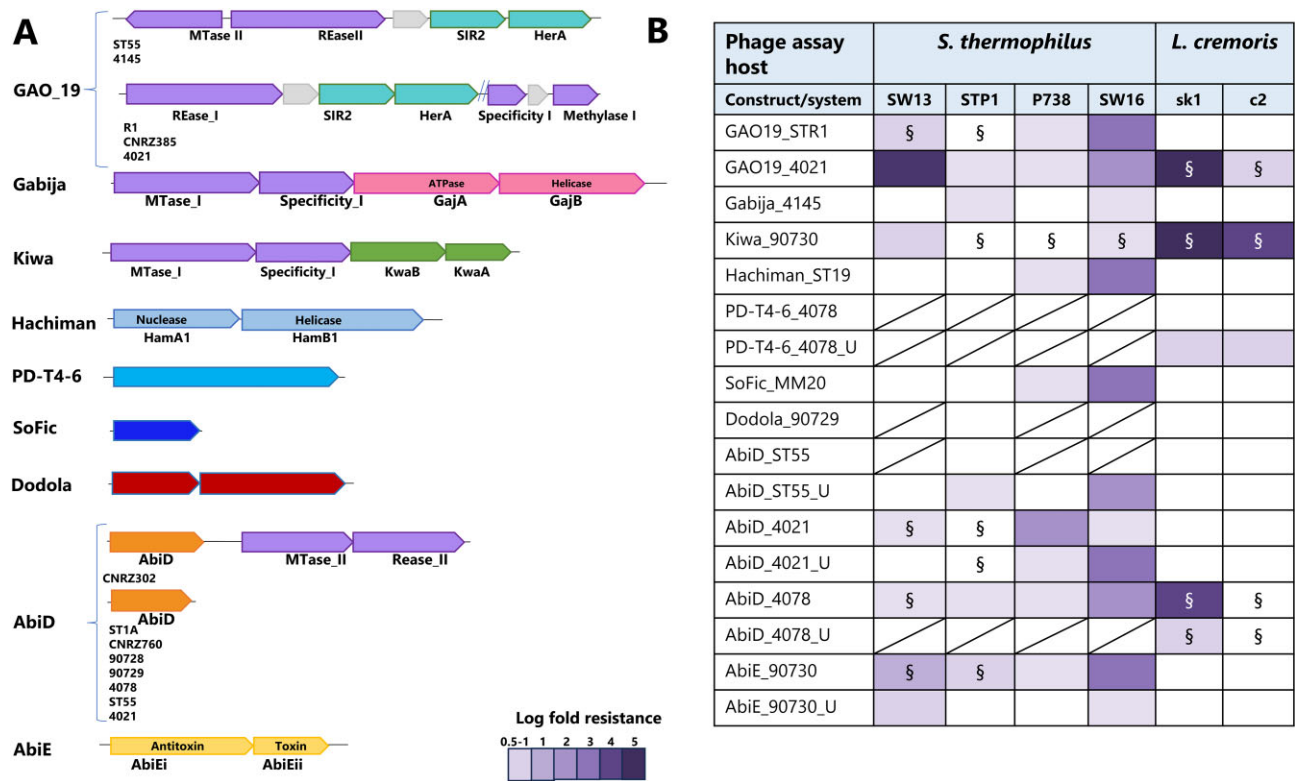 A
MTase II REaseII SIR2 HerA
ST55
4145
GAO_19
REase_I SIR2 HerA Specificity I Methylase I
R1
CNRZ385
4021
Gabija
ATPase Helicase
MTase_I Specificity_I GajA GajB
Kiwa
MTase_I Specificity_I KwaB KwaA
Hachiman
Nuclease Helicase
HamA1 HamB1
PD-T4-6
SoFic
Dodola
AbiD MTase_II Rease_II
CNRZ302
AbiD
AbiD
ST1A
CNRZ760
90728
90729
4078
ST55
4021
AbiE
Antitoxin Toxin
AbiEi AbiEii
Log fold resistance
0.5-1 1 2 3 4 5
B
Phage assay host S. thermophilus L. cremoris
Construct/system SW13 STP1 P738 SW16 sk1 c2
GAO19_STR1 § §
GAO19_4021 § §
Gabija_4145
Kiwa_90730 § § § § §
Hachiman_ST19
PD-T4-6_4078
PD-T4-6_4078_U
SoFic_MM20
Dodola_90729
AbiD_ST55
AbiD_ST55_U
AbiD_4021 § §
AbiD_4021_U §
AbiD_4078 § § §
AbiD_4078_U § §
AbiE_90730 § §
AbiE_90730_U